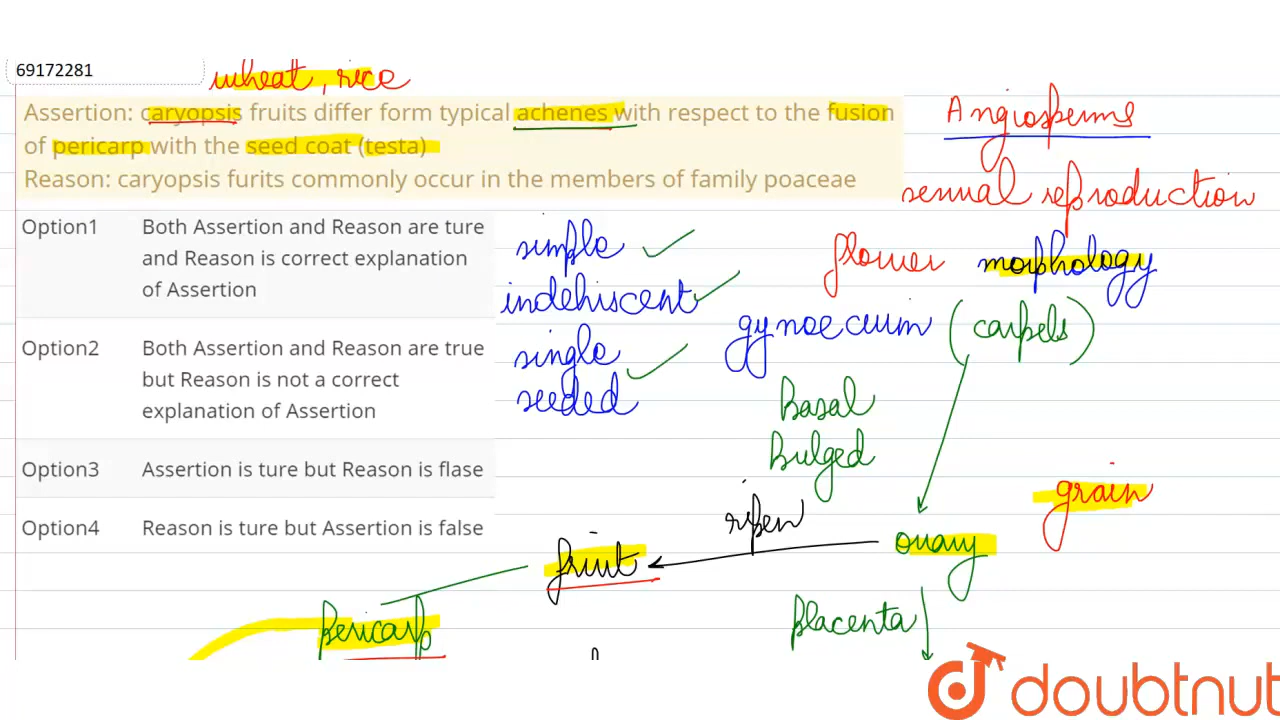 69172281
wheat, rice
Assertion: caryopsis fruits differ form typical achenes with respect to the fusion
of pericarp with the seed coat (testa)
Reason: caryopsis furits commonly occur in the members of family poaceae
Angiosperms
sexual reproduction
Option1 Both Assertion and Reason are ture
and Reason is correct explanation
of Assertion
Option2 Both Assertion and Reason are true
but Reason is not a correct
explanation of Assertion
Option3 Assertion is ture but Reason is flase
Option4 Reason is ture but Assertion is false
simple
indehiscent
single
seeded
flower morphology
gynoecium (carpels)
Basal
Bulged
grain
ripen
ovary
fruit
pericarp
placenta
doubtnut